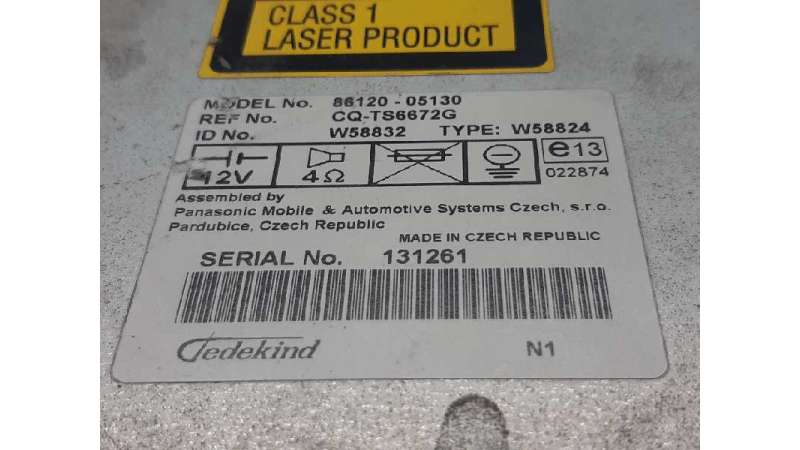 CLASS 1
LASER PRODUCT
MODEL No. 86120 - 05130
REF No. CQ-TS6672G
ID No. W58832 TYPE: W58824
12V 4Ω e13
022874
Assembled by
Panasonic Mobile & Automotive Systems Czech, s.r.o.
Pardubice, Czech Republic
MADE IN CZECH REPUBLIC
SERIAL No. 131261
Tedekind N1